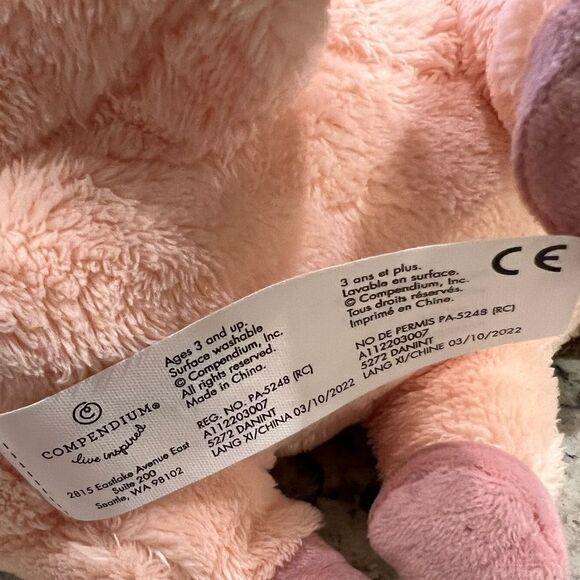 COMPENDIUM®
live inspired
2815 Eastlake Avenue East
Suite 200
Seattle, WA 98102
Ages 3 and up.
Surface washable
© Compendium, Inc.
All rights reserved.
Made in China.
REG. NO. PA-5248 (RC)
A112203007
5272 DANINT
LANG XI/CHINA 03/10/2022
3 ans et plus.
Lavable en surface.
© Compendium, Inc.
Tous droits réservés.
Imprimé en Chine.
NO DE PERMIS PA-5248 (RC)
A112203007
5272 DANINT
LANG XI/CHINE 03/10/2022
CE